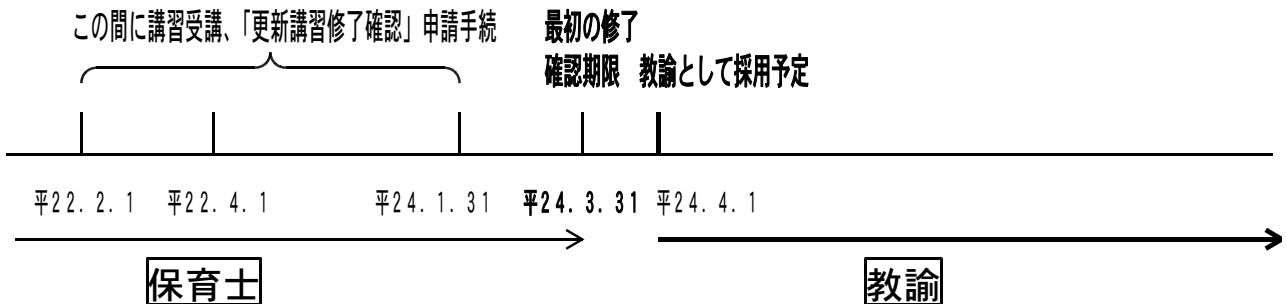 この間に講習受講、「更新講習修了確認」申請手続
最初の修了
確認期限 教諭として採用予定
平22.2.1 平22.4.1 平24.1.31 平24.3.31 平24.4.1
保育士 教諭